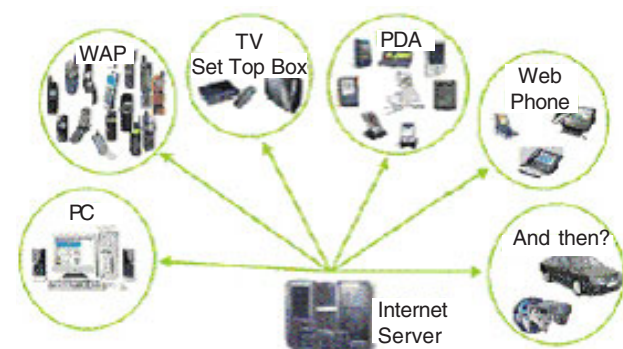 WAP
TV
Set Top Box
PDA
Web
Phone
PC
And then?
Internet
Server